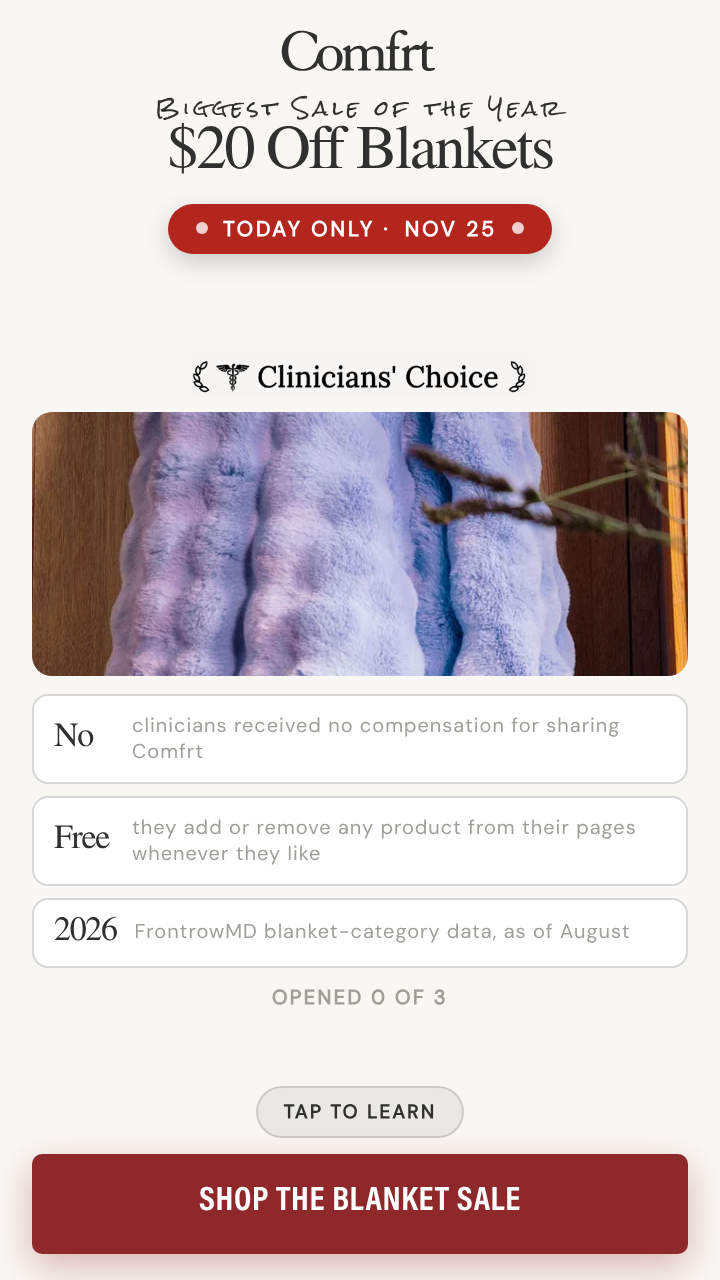 Comfrt
Biggest Sale of the Year
$20 Off Blankets
TODAY ONLY · NOV 25
Clinicians' Choice
No
clinicians received no compensation for sharing
Comfrt
Free
they add or remove any product from their pages
whenever they like
2026 FrontrowMD blanket-category data, as of August
OPENED 0 OF 3
TAP TO LEARN
SHOP THE BLANKET SALE